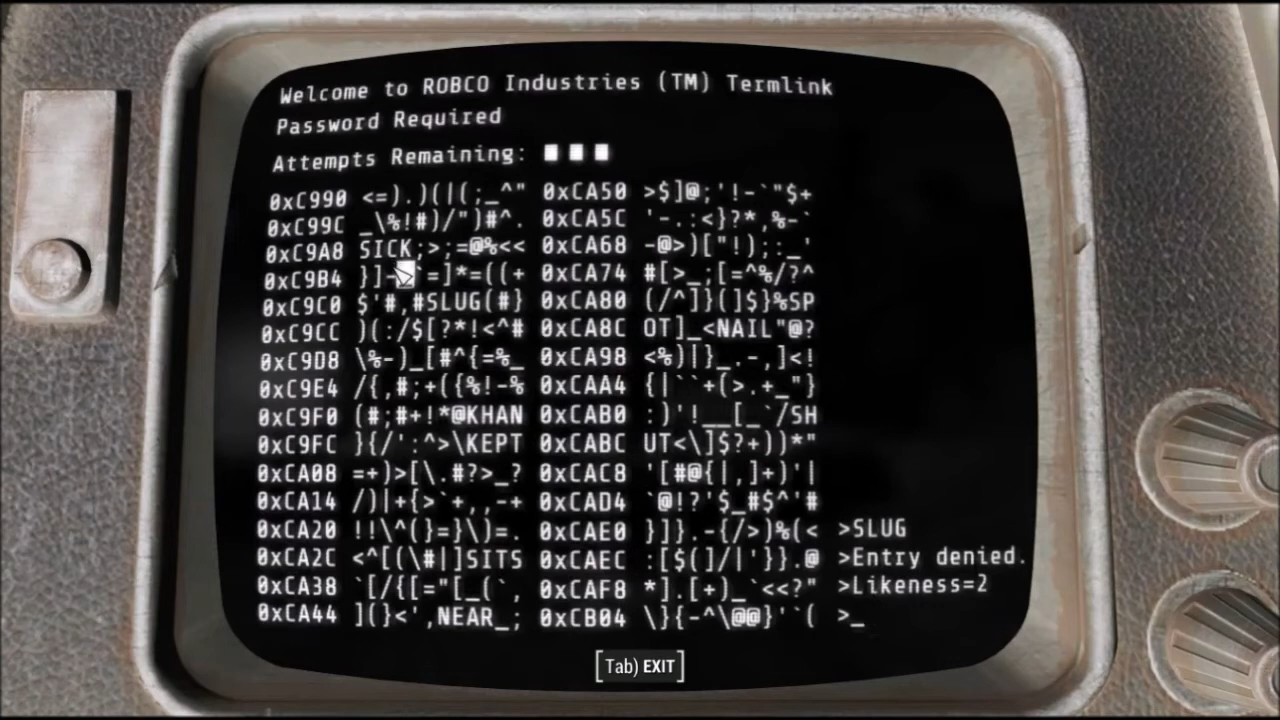 Welcome to ROBCO Industries (TM) Termlink
Password Required
Attempts Remaining: ■ ■ ■
0xC990 <=).)(|(;_^" 0xCA50 >$]@;'!-`"$+
0xC99C _\%!#)/")#^. 0xCA5C '-.:<}?*,%-`
0xC9A8 SICK;>;=@%<< 0xCA68 -@>)["!);:_'
0xC9B4 }]- `=]*=((+ 0xCA74 #[>_;[=^%/?^
0xC9C0 $'#,#SLUG(#} 0xCA80 (/^]}(]$}%SP
0xC9CC )(:/$[?*!<^# 0xCA8C OT]_<NAIL"@?
0xC9D8 \%-)_[#^{=%_ 0xCA98 <%)|}_.-,]<!
0xC9E4 /{,#;+({%!-% 0xCAA4 {|``+(>.+_"}
0xC9F0 (#;#+!*@KHAN 0xCAB0 :)'!__[_`/SH
0xC9FC }{/':^>\KEPT 0xCABC UT<\]$?+))*"
0xCA08 =+)>[\.#?>_? 0xCAC8 '[#@{|,]+)'|
0xCA14 /)|+{>`+,,-+ 0xCAD4 `@!?'$_#$^'#
0xCA20 !!\^(}=}\)=. 0xCAE0 }]}.-{/>)%(< >SLUG
0xCA2C <^[(\#|]SITS 0xCAEC :[$(]/|'}}.@ >Entry denied.
0xCA38 `[/{[="[_(`, 0xCAF8 *].[+)_`<<?" >Likeness=2
0xCA44 ](}<',NEAR_; 0xCB04 \}{-^\@@}'`( >_
[Tab) EXIT]